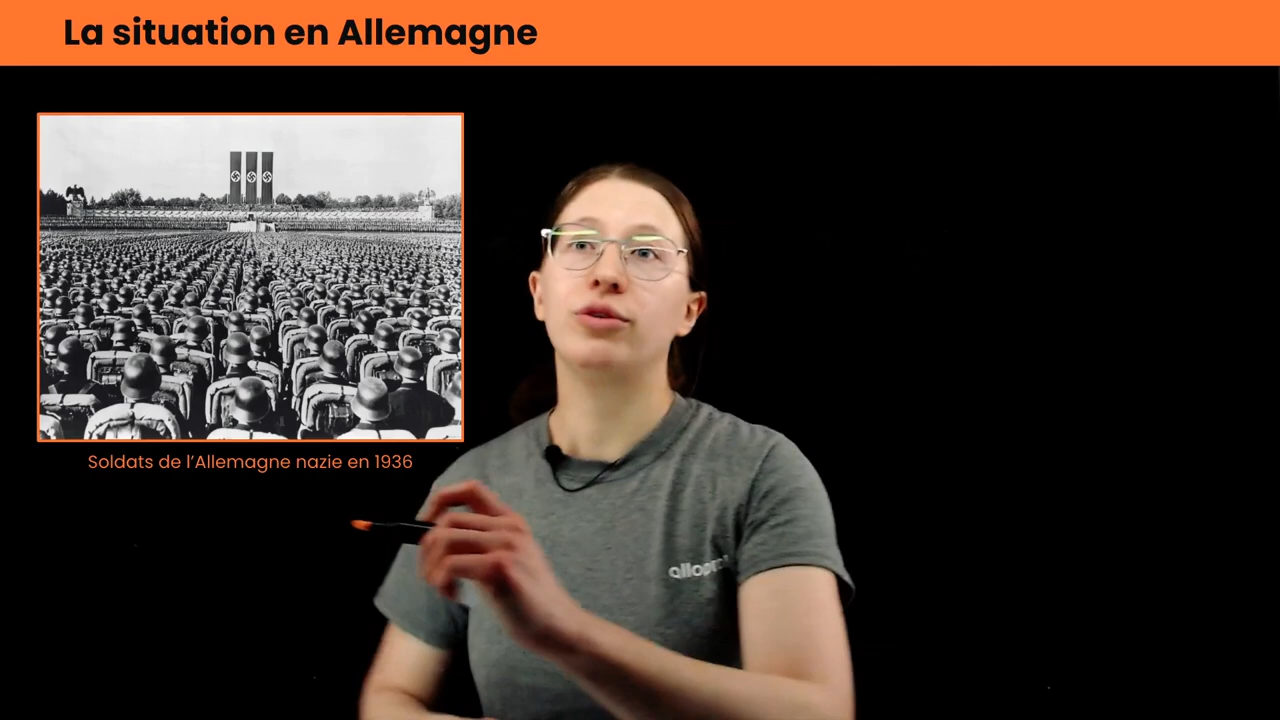 La situation en Allemagne
Soldats de l'Allemagne nazie en 1936